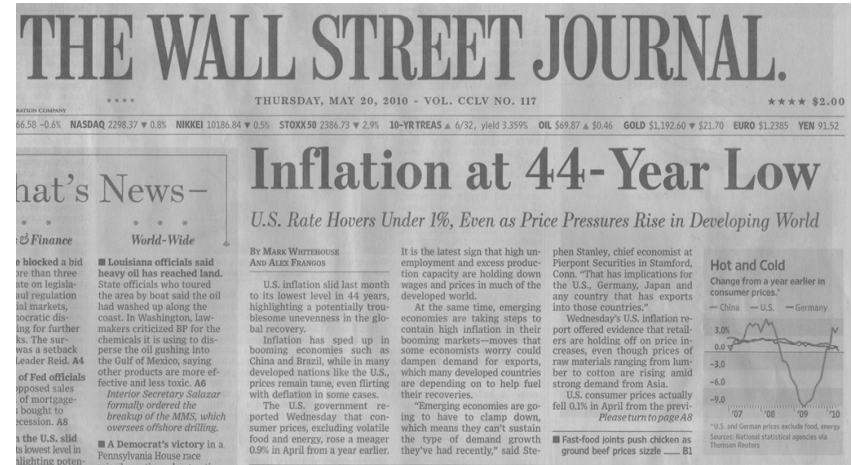 THE WALL STREET JOURNAL.
RATION COMPANY
THURSDAY, MAY 20, 2010 - VOL. CCLV NO. 117
★★★★ $2.00
66.58 –0.6% NASDAQ 2298.37 ▼ 0.8% NIKKEI 10186.84 ▼ 0.5% STOXX 50 2386.73 ▼ 2.9% 10-YR TREAS ▲ 6/32, yield 3.359% OIL $69.87 ▲ $0.46 GOLD $1,192.60 ▼ $21.70 EURO $1.2385 YEN 91.52
hat's News–
& Finance
e blocked a bid
ore than three
ate on legisla-
aul regulation
ial markets,
ocratic dis-
ing for further
ks. The sur-
was a setback
Leader Reid. A4
of Fed officials
opposed sales
of mortgage-
bought to
ecession. A8
n the U.S. slid
ts lowest level in
hlighting poten-
World-Wide
■ Louisiana officials said
heavy oil has reached land.
State officials who toured
the area by boat said the oil
had washed up along the
coast. In Washington, law-
makers criticized BP for the
chemicals it is using to dis-
perse the oil gushing into
the Gulf of Mexico, saying
other products are more ef-
fective and less toxic. A6
Interior Secretary Salazar
formally ordered the
breakup of the MMS, which
oversees offshore drilling.
■ A Democrat's victory in a
Pennsylvania House race
Inflation at 44-Year Low
U.S. Rate Hovers Under 1%, Even as Price Pressures Rise in Developing World
BY MARK WHITEHOUSE
AND ALEX FRANGOS
U.S. inflation slid last month
to its lowest level in 44 years,
highlighting a potentially trou-
blesome unevenness in the glo-
bal recovery.
Inflation has sped up in
booming economies such as
China and Brazil, while in many
developed nations like the U.S.,
prices remain tame, even flirting
with deflation in some cases.
The U.S. government re-
ported Wednesday that con-
sumer prices, excluding volatile
food and energy, rose a meager
0.9% in April from a year earlier.
It is the latest sign that high un-
employment and excess produc-
tion capacity are holding down
wages and prices in much of the
developed world.
At the same time, emerging
economies are taking steps to
contain high inflation in their
booming markets—moves that
some economists worry could
dampen demand for exports,
which many developed countries
are depending on to help fuel
their recoveries.
"Emerging economies are go-
ing to have to clamp down,
which means they can't sustain
the type of demand growth
they've had recently," said Ste-
phen Stanley, chief economist at
Pierpont Securities in Stamford,
Conn. "That has implications for
the U.S., Germany, Japan and
any country that has exports
into those countries."
Wednesday's U.S. inflation re-
port offered evidence that retail-
ers are holding off on price in-
creases, even though prices of
raw materials ranging from lum-
ber to cotton are rising amid
strong demand from Asia.
U.S. consumer prices actually
fell 0.1% in April from the previ-
Please turn to page A8
■ Fast-food joints push chicken as
ground beef prices sizzle ....... B1
Hot and Cold
Change from a year earlier in
consumer prices.*
— China — U.S. — Germany
3.0%
0.0
–3.0
–6.0
–9.0
'07 '08 '09 '10
*U.S. and German prices exclude food, energy
Sources: National statistical agencies via
Thomson Reuters